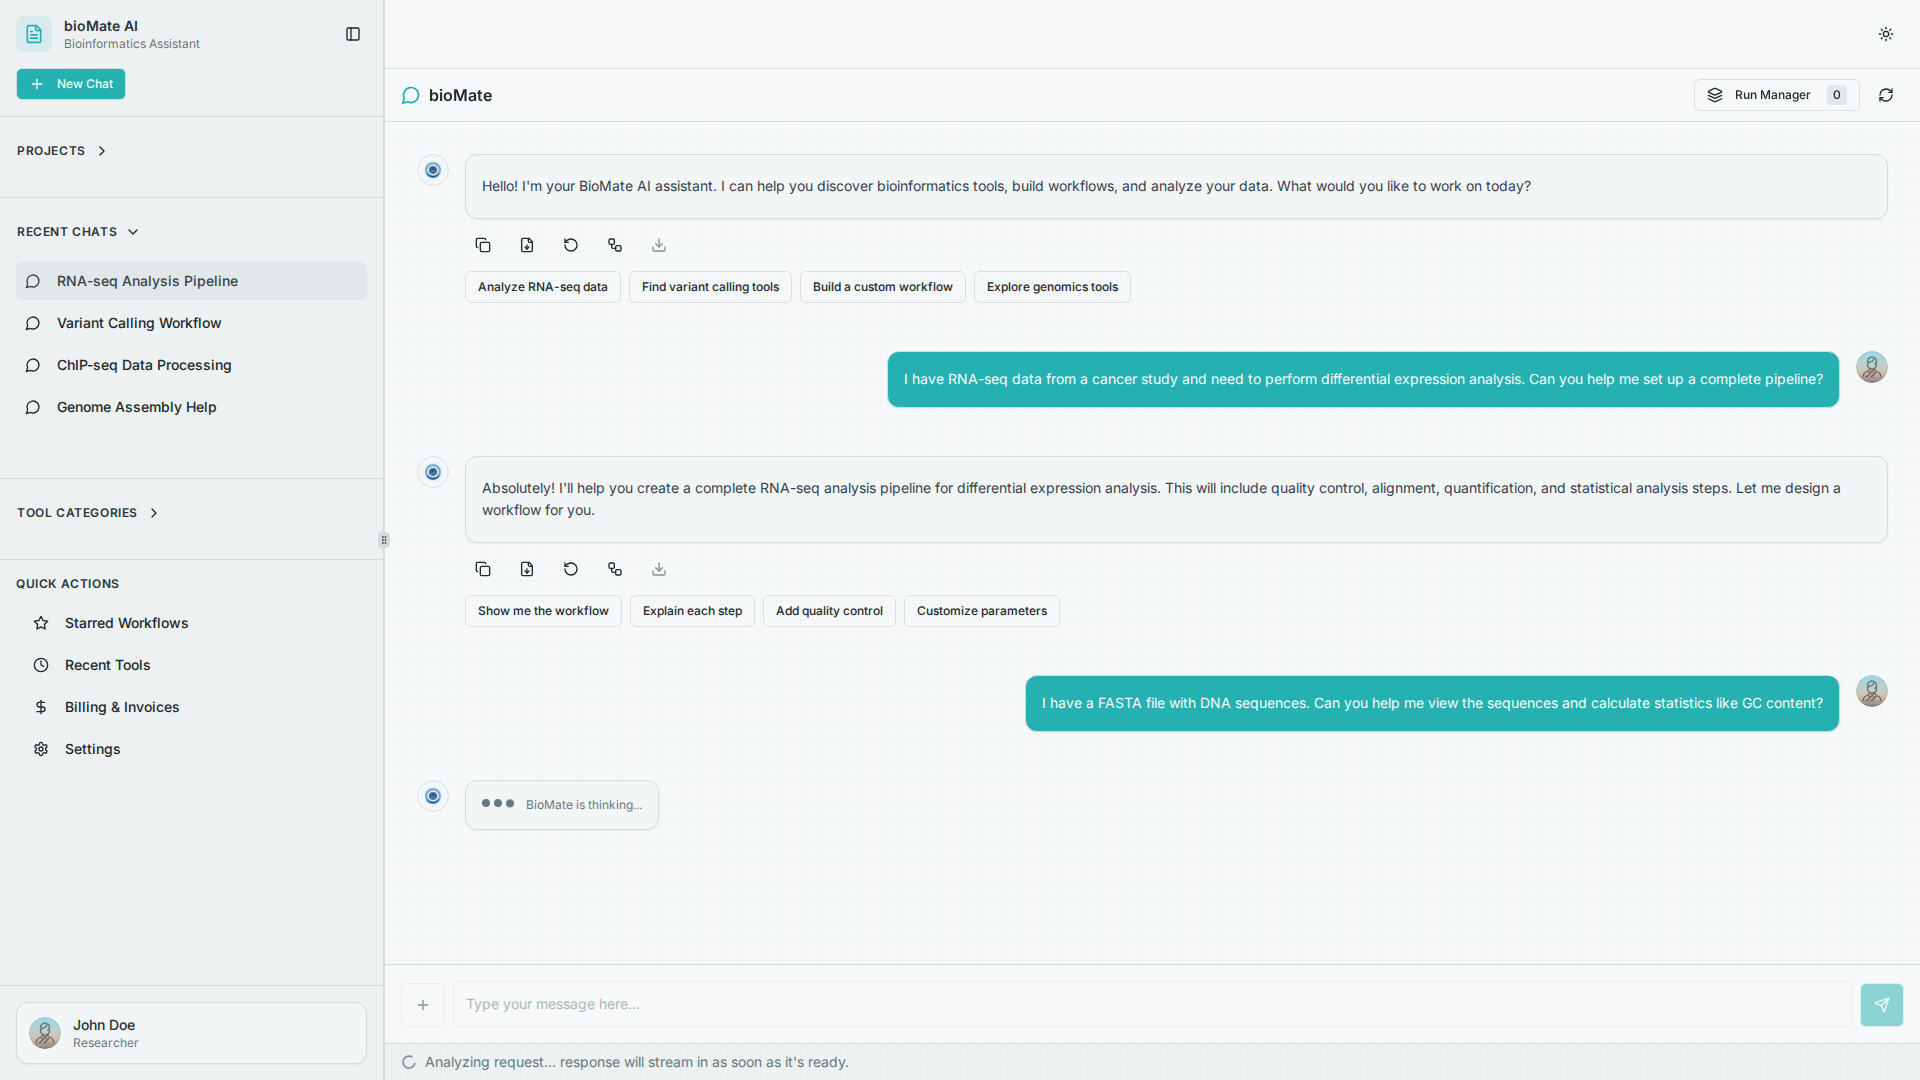 bioMate AI
Bioinformatics Assistant
New Chat
PROJECTS
RECENT CHATS
RNA-seq Analysis Pipeline
Variant Calling Workflow
ChIP-seq Data Processing
Genome Assembly Help
TOOL CATEGORIES
QUICK ACTIONS
Starred Workflows
Recent Tools
Billing & Invoices
Settings
John Doe
Researcher
bioMate
Run Manager 0
Hello! I'm your BioMate AI assistant. I can help you discover bioinformatics tools, build workflows, and analyze your data. What would you like to work on today?
Analyze RNA-seq data
Find variant calling tools
Build a custom workflow
Explore genomics tools
I have RNA-seq data from a cancer study and need to perform differential expression analysis. Can you help me set up a complete pipeline?
Absolutely! I'll help you create a complete RNA-seq analysis pipeline for differential expression analysis. This will include quality control, alignment, quantification, and statistical analysis steps. Let me design a
workflow for you.
Show me the workflow
Explain each step
Add quality control
Customize parameters
I have a FASTA file with DNA sequences. Can you help me view the sequences and calculate statistics like GC content?
BioMate is thinking...
Type your message here...
Analyzing request... response will stream in as soon as it's ready.